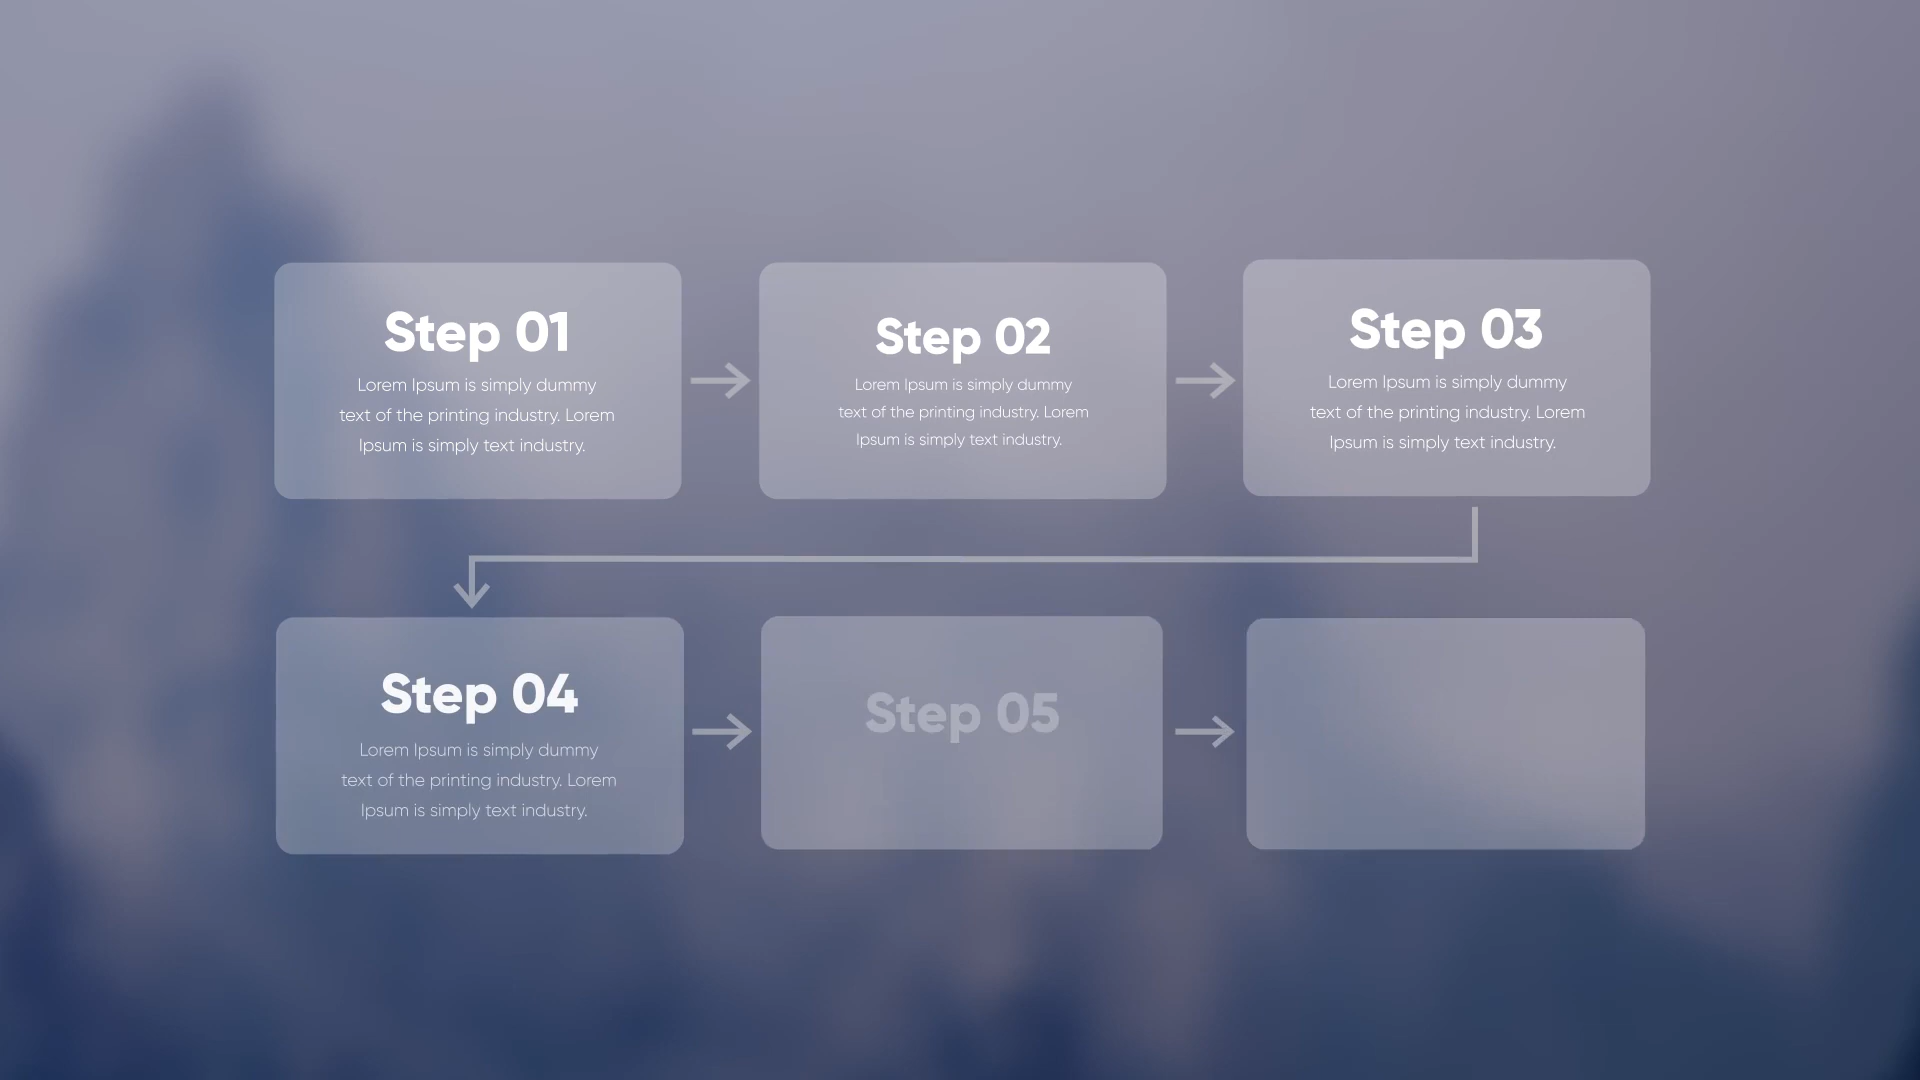 Step 01
Lorem Ipsum is simply dummy
text of the printing industry. Lorem
Ipsum is simply text industry.
Step 02
Lorem Ipsum is simply dummy
text of the printing industry. Lorem
Ipsum is simply text industry.
Step 03
Lorem Ipsum is simply dummy
text of the printing industry. Lorem
Ipsum is simply text industry.
Step 04
Lorem Ipsum is simply dummy
text of the printing industry. Lorem
Ipsum is simply text industry.
Step 05